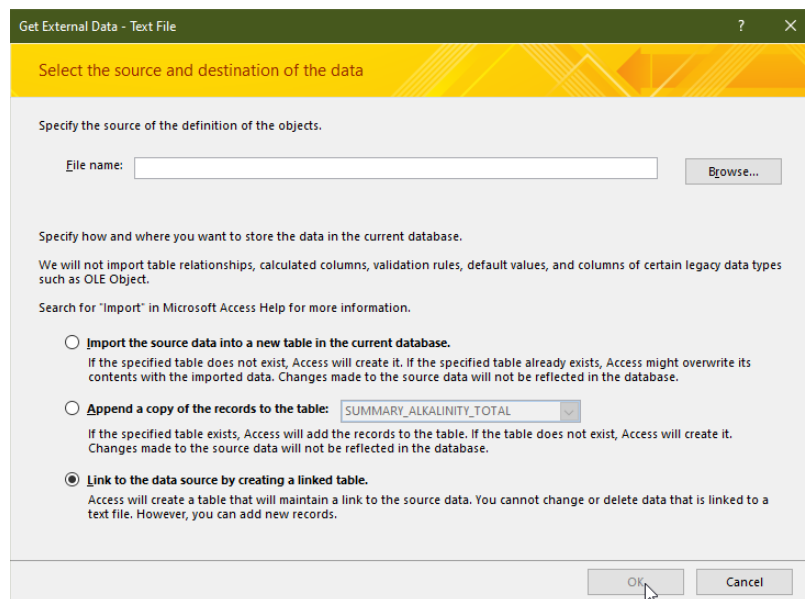 Get External Data - Text File
Select the source and destination of the data
Specify the source of the definition of the objects.
File name:
Browse...
Specify how and where you want to store the data in the current database.
We will not import table relationships, calculated columns, validation rules, default values, and columns of certain legacy data types
such as OLE Object.
Search for "Import" in Microsoft Access Help for more information.
Import the source data into a new table in the current database.
If the specified table does not exist, Access will create it. If the specified table already exists, Access might overwrite its
contents with the imported data. Changes made to the source data will not be reflected in the database.
Append a copy of the records to the table: SUMMARY_ALKALINITY_TOTAL
If the specified table exists, Access will add the records to the table. If the table does not exist, Access will create it.
Changes made to the source data will not be reflected in the database.
Link to the data source by creating a linked table.
Access will create a table that will maintain a link to the source data. You cannot change or delete data that is linked to a
text file. However, you can add new records.
OK
Cancel